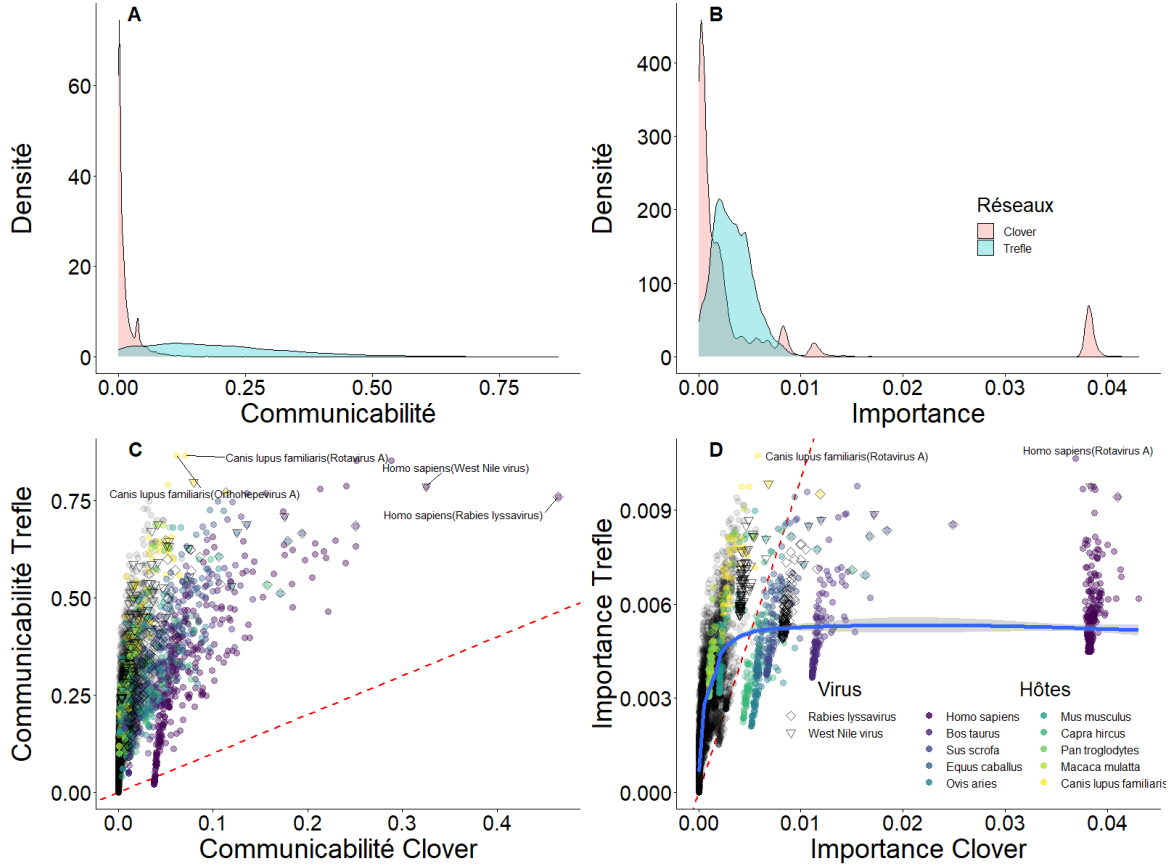 A
Densité
60
40
20
0
0.00
0.25
0.50
0.75
Communicabilité
B
Densité
400
300
200
100
0
Réseaux
Clover
Trefle
0.00
0.01
0.02
0.03
0.04
Importance
C
Communicabilité Trefle
0.75
0.50
0.25
0.00
Canis lupus familiaris(Rotavirus A)
Homo sapiens(West Nile virus)
Canis lupus familiaris(Orthohepevirus A)
Homo sapiens(Rabies lyssavirus)
0.0
0.1
0.2
0.3
0.4
Communicabilité Clover
D
Importance Trefle
0.009
0.006
0.003
0.000
Homo sapiens(Rotavirus A)
Canis lupus familiaris(Rotavirus A)
Virus
Rabies lyssavirus
West Nile virus
Hôtes
Homo sapiens
Bos taurus
Sus scrofa
Equus caballus
Ovis aries
Mus musculus
Capra hircus
Pan troglodytes
Macaca mulatta
Canis lupus familiaris
0.00
0.01
0.02
0.03
0.04
Importance Clover